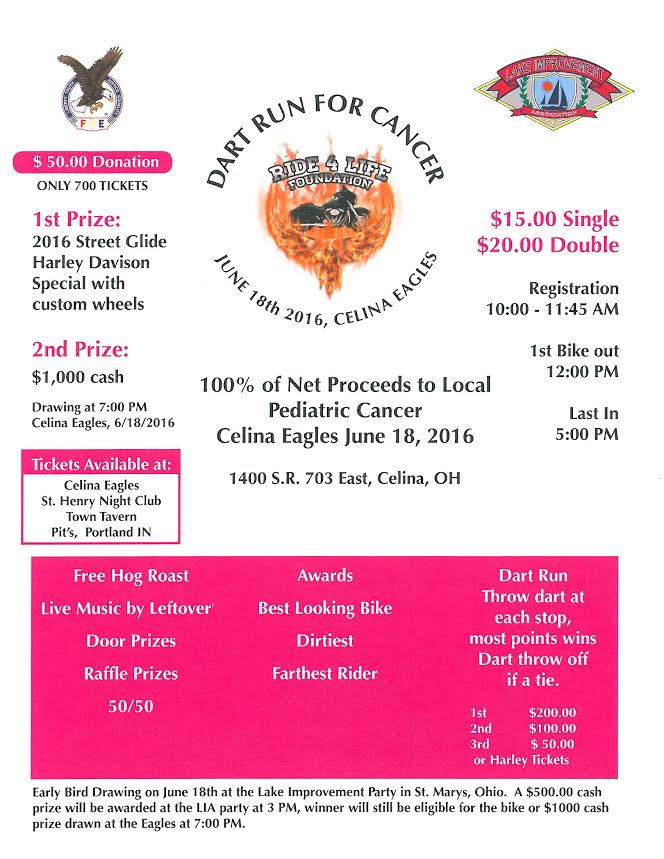 LAKE IMPROVEMENT
ASSOCIATION
F E
DART RUN FOR CANCER
RIDE 4 LIFE
FOUNDATION
JUNE 18th 2016, CELINA EAGLES
$ 50.00 Donation
ONLY 700 TICKETS
1st Prize:
2016 Street Glide
Harley Davison
Special with
custom wheels
2nd Prize:
$1,000 cash
Drawing at 7:00 PM
Celina Eagles, 6/18/2016
Tickets Available at:
Celina Eagles
St. Henry Night Club
Town Tavern
Pit's, Portland IN
100% of Net Proceeds to Local
Pediatric Cancer
Celina Eagles June 18, 2016
1400 S.R. 703 East, Celina, OH
$15.00 Single
$20.00 Double
Registration
10:00 - 11:45 AM
1st Bike out
12:00 PM
Last In
5:00 PM
Free Hog Roast
Live Music by Leftover'
Door Prizes
Raffle Prizes
50/50
Awards
Best Looking Bike
Dirtiest
Farthest Rider
Dart Run
Throw dart at
each stop,
most points wins
Dart throw off
if a tie.
1st $200.00
2nd $100.00
3rd $ 50.00
or Harley Tickets
Early Bird Drawing on June 18th at the Lake Improvement Party in St. Marys, Ohio. A $500.00 cash
prize will be awarded at the LIA party at 3 PM, winner will still be eligible for the bike or $1000 cash
prize drawn at the Eagles at 7:00 PM.